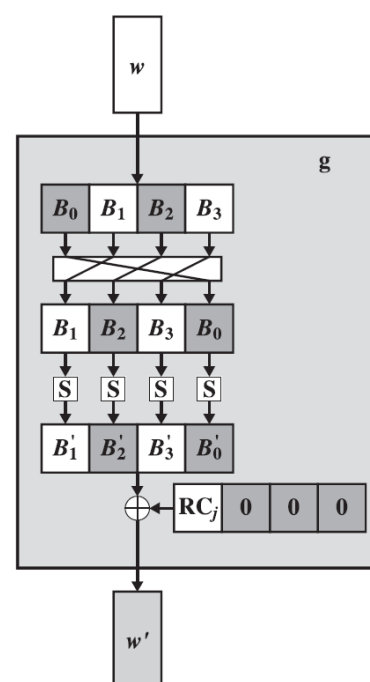 w
g
B₀ B₁ B₂ B₃
B₁ B₂ B₃ B₀
S S S S
B'₁ B'₂ B'₃ B'₀
RCⱼ 0 0 0
w'